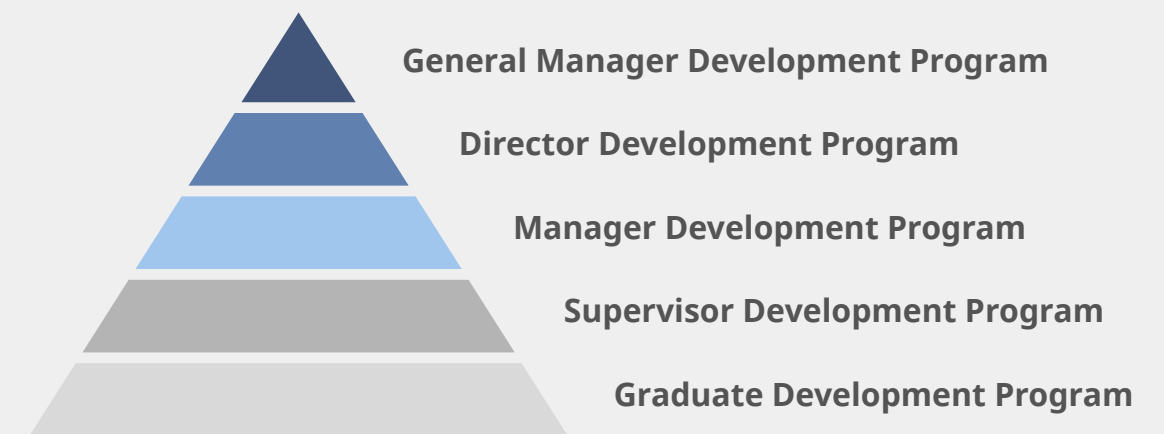 General Manager Development Program
Director Development Program
Manager Development Program
Supervisor Development Program
Graduate Development Program